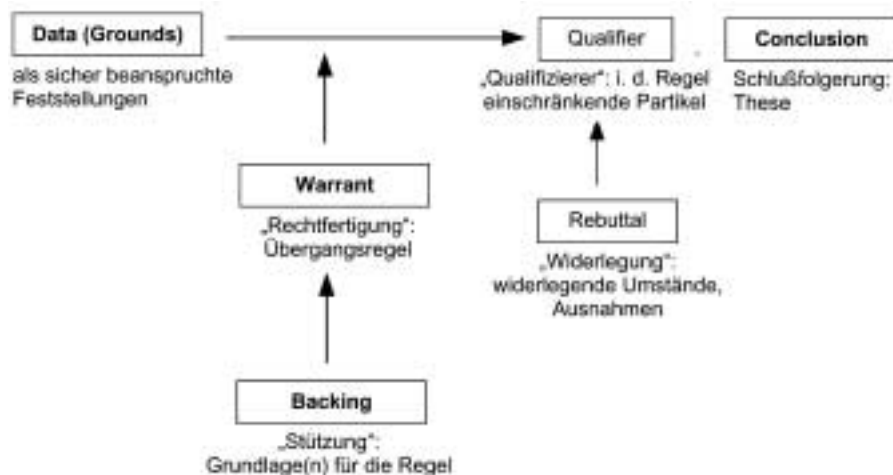 Data (Grounds)
als sicher beanspruchte
Feststellungen
Qualifier
„Qualifizierer“: i. d. Regel
einschränkende Partikel
Conclusion
Schlußfolgerung:
These
Warrant
„Rechtfertigung“:
Übergangsregel
Rebuttal
„Widerlegung“:
widerlegende Umstände,
Ausnahmen
Backing
„Stützung“:
Grundlage(n) für die Regel